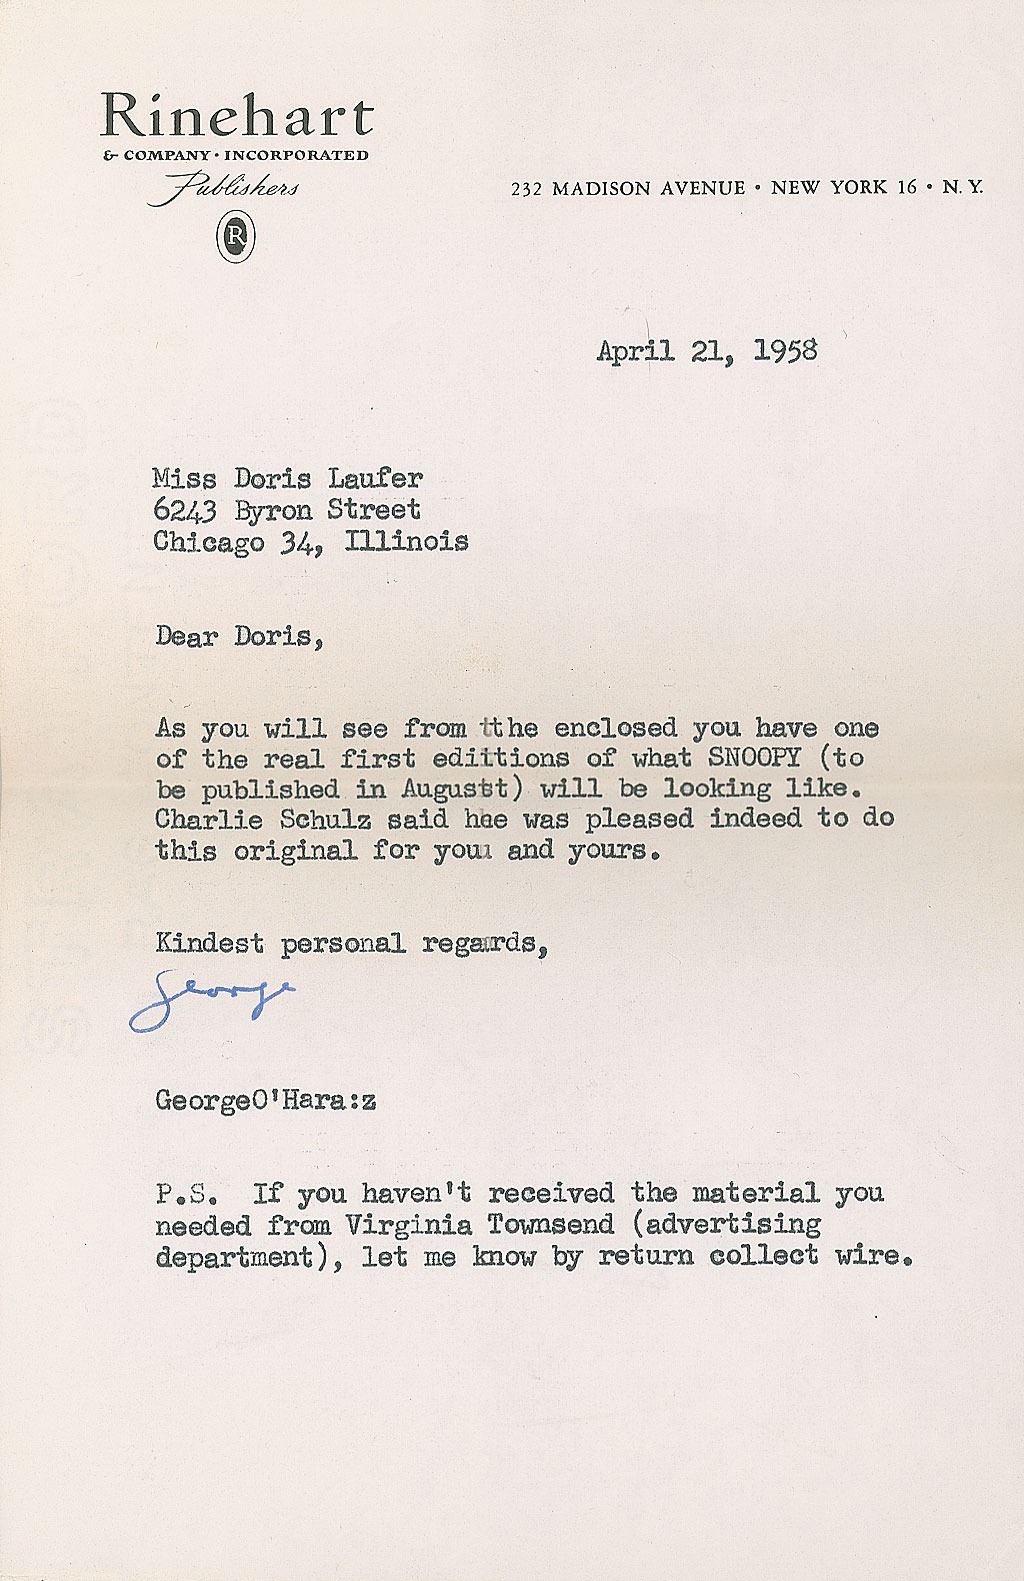 Rinehart
& COMPANY · INCORPORATED
Publishers
R
232 MADISON AVENUE · NEW YORK 16 · N. Y.
April 21, 1958
Miss Doris Laufer
6243 Byron Street
Chicago 34, Illinois
Dear Doris,
As you will see from tthe enclosed you have one
of the real first edittions of what SNOOPY (to
be published in Augustt) will be looking like.
Charlie Schulz said hee was pleased indeed to do
this original for you and yours.
Kindest personal regards,
George
GeorgeO'Hara:z
P.S. If you haven't received the material you
needed from Virginia Townsend (advertising
department), let me know by return collect wire.